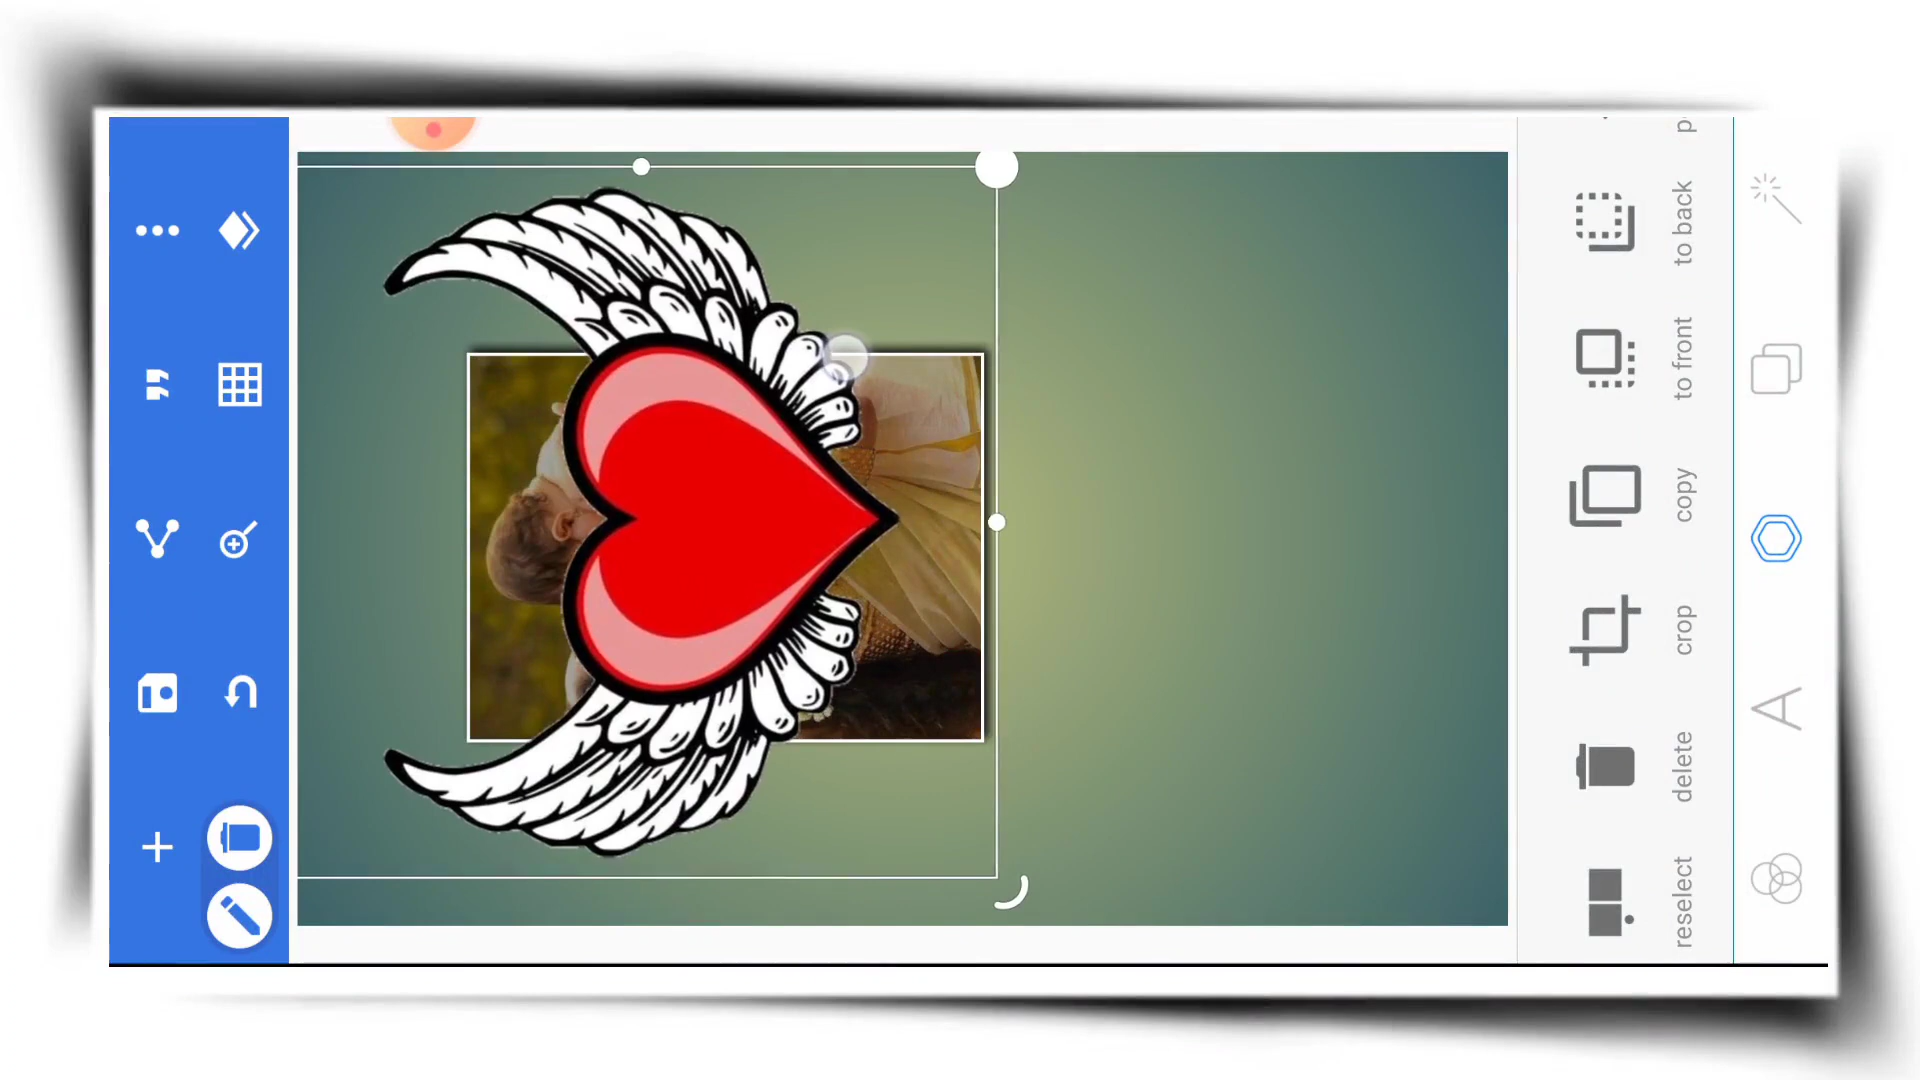 p
to back
to front
copy
crop
delete
reselect
A